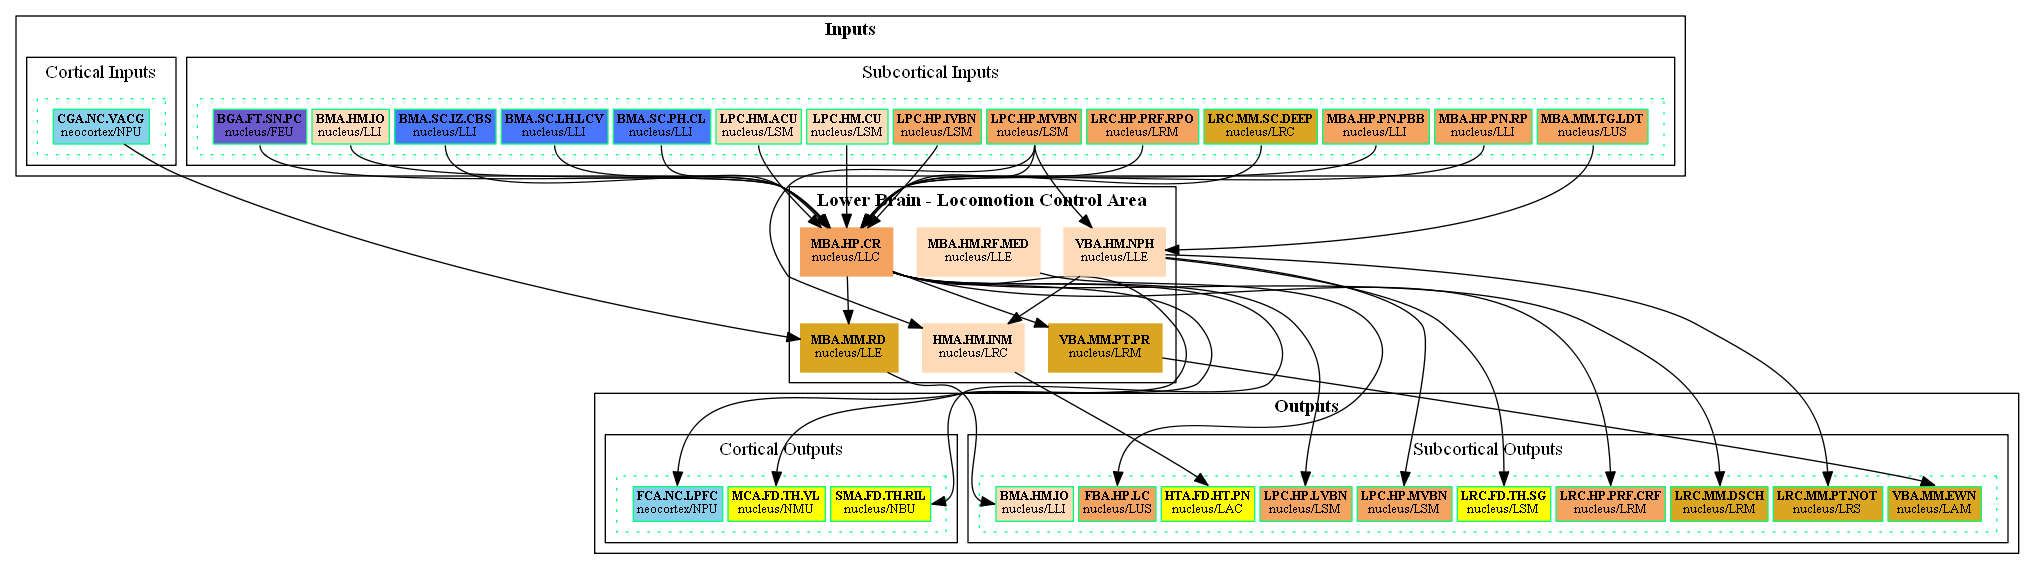 Inputs
Cortical Inputs
Subcortical Inputs
CGA.NC.VACG
neocortex/NPU
BGA.FT.SN.PC
nucleus/FEU
BMA.HM.IO
nucleus/LLI
BMA.SC.IZ.CBS
nucleus/LLI
BMA.SC.LH.LCV
nucleus/LLI
BMA.SC.PH.CL
nucleus/LLI
LPC.HM.ACU
nucleus/LSM
LPC.HM.CU
nucleus/LSM
LPC.HP.IVBN
nucleus/LSM
LPC.HP.MVBN
nucleus/LSM
LRC.HP.PRF.RPO
nucleus/LRM
LRC.MM.SC.DEEP
nucleus/LRC
MBA.HP.PN.PBB
nucleus/LLI
MBA.HP.PN.RP
nucleus/LLI
MBA.MM.TG.LDT
nucleus/LUS
Lower Brain - Locomotion Control Area
MBA.HP.CR
nucleus/LLC
MBA.HM.RF.MED
nucleus/LLE
VBA.HM.NPH
nucleus/LLE
MBA.MM.RD
nucleus/LLE
HMA.HM.INM
nucleus/LRC
VBA.MM.PT.PR
nucleus/LRM
Outputs
Cortical Outputs
Subcortical Outputs
FCA.NC.LPFC
neocortex/NPU
MCA.FD.TH.VL
nucleus/NMU
SMA.FD.TH.RIL
nucleus/NBU
BMA.HM.IO
nucleus/LLI
FBA.HP.LC
nucleus/LUS
HTA.FD.HT.PN
nucleus/LAC
LPC.HP.LVBN
nucleus/LSM
LPC.HP.MVBN
nucleus/LSM
LRC.FD.TH.SG
nucleus/LSM
LRC.HP.PRF.CRF
nucleus/LRM
LRC.MM.DSCH
nucleus/LRM
LRC.MM.PT.NOT
nucleus/LRS
VBA.MM.EWN
nucleus/LAM